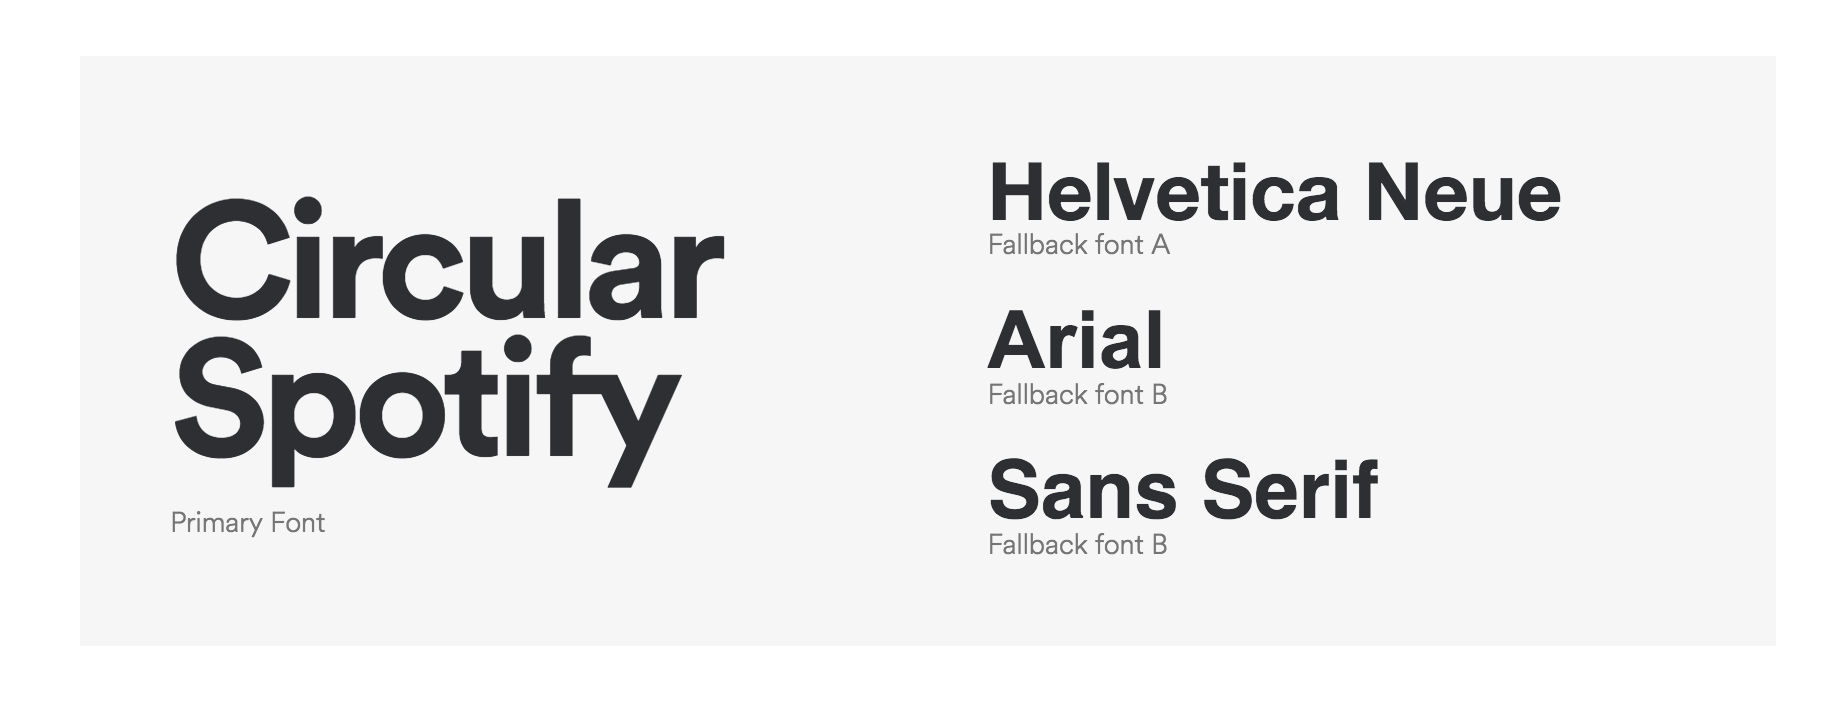 Circular
Spotify
Primary Font
Helvetica Neue
Fallback font A
Arial
Fallback font B
Sans Serif
Fallback font B